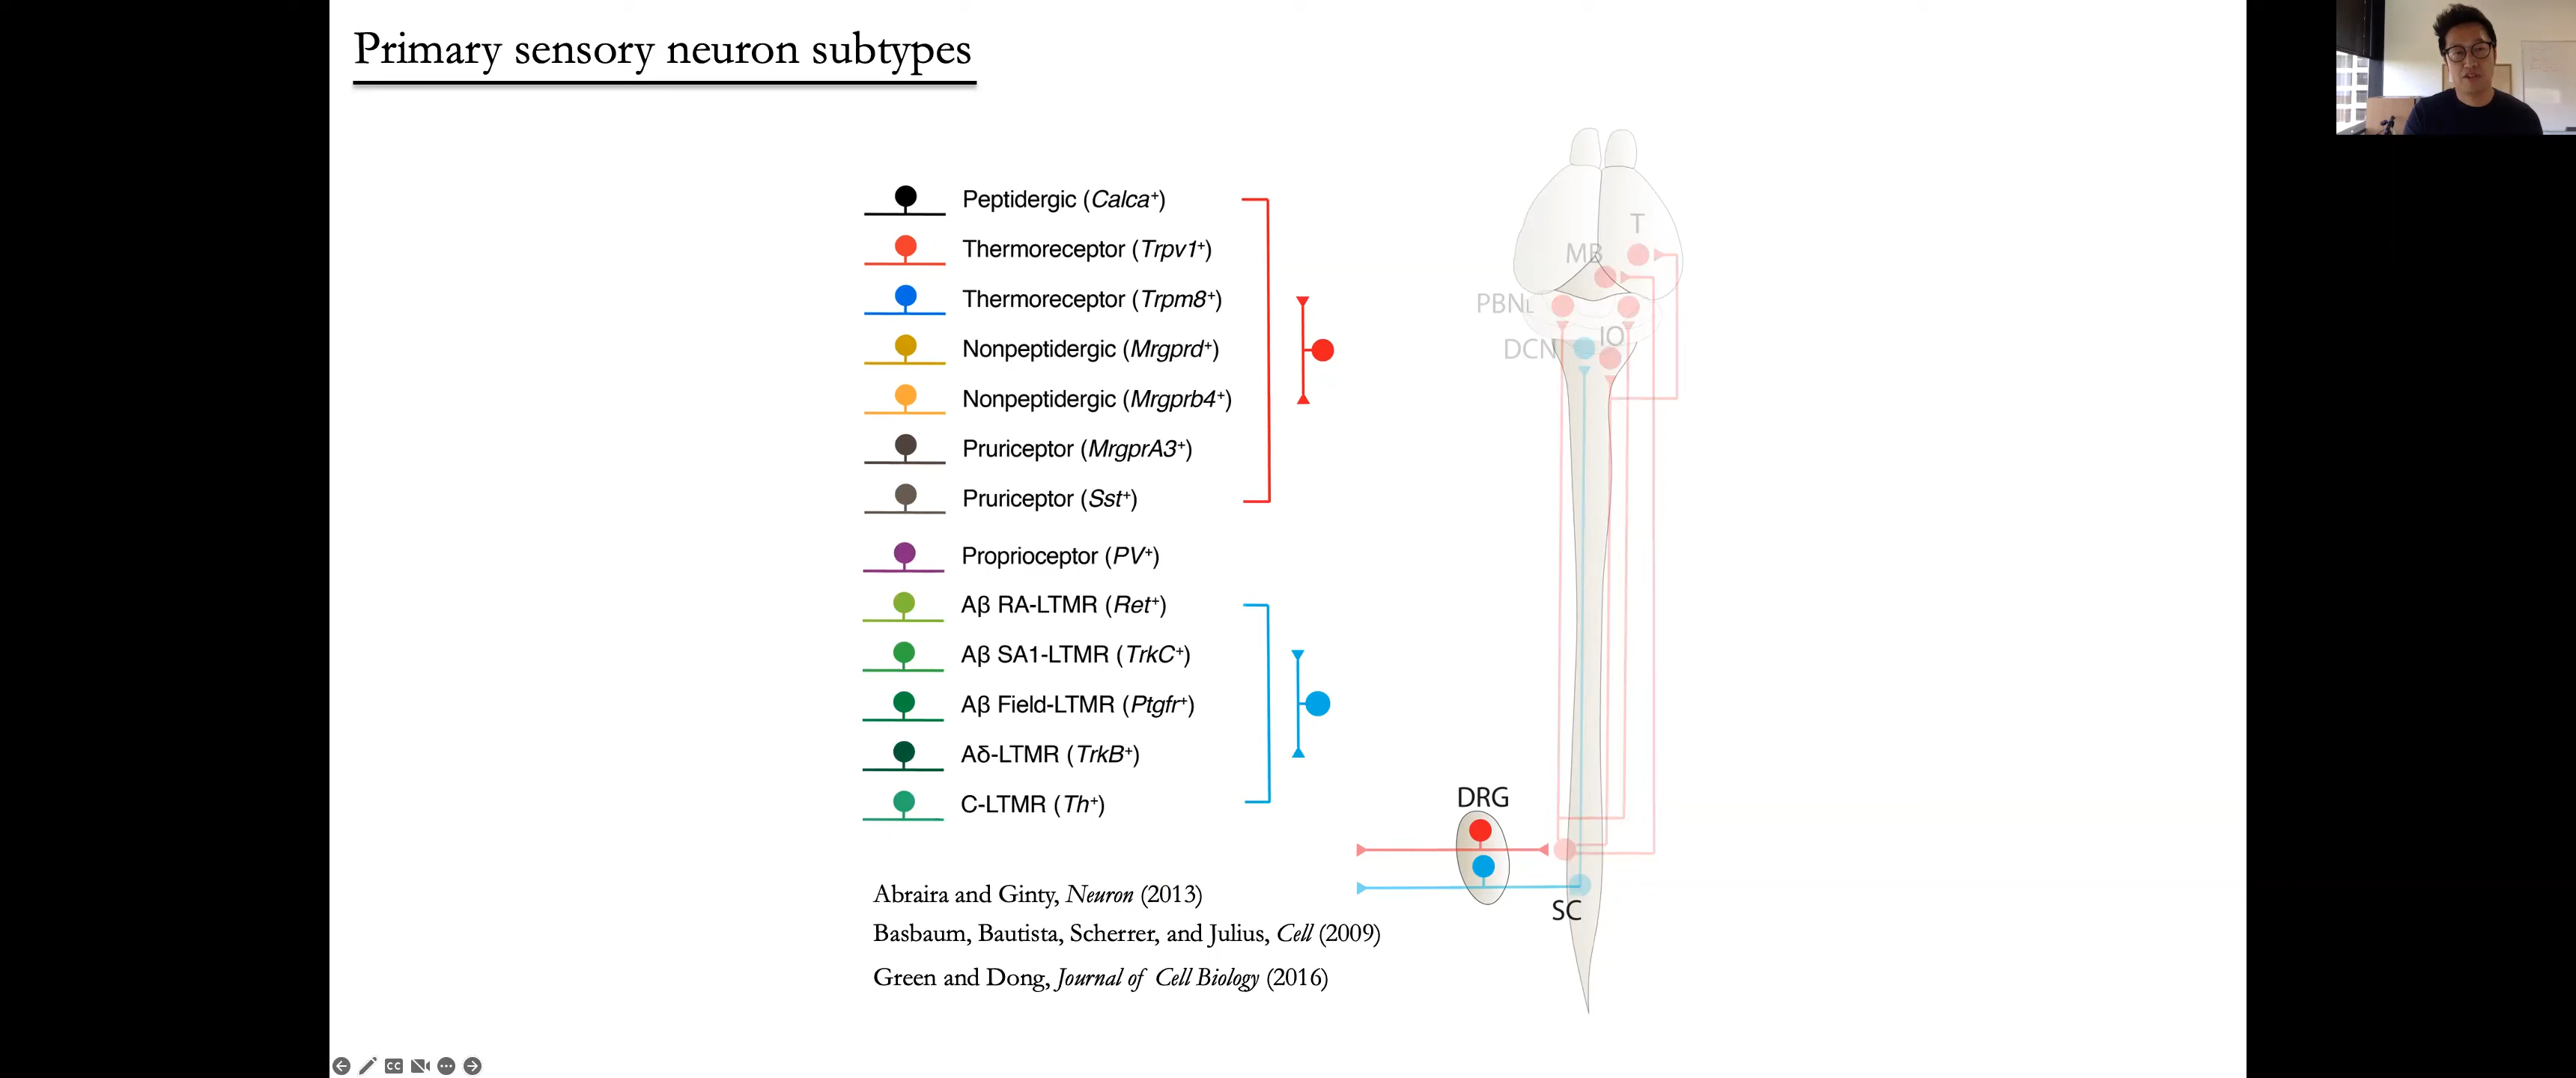 Primary sensory neuron subtypes
Peptidergic (Calca⁺)
Thermoreceptor (Trpv1⁺)
Thermoreceptor (Trpm8⁺)
Nonpeptidergic (Mrgprd⁺)
Nonpeptidergic (Mrgprb4⁺)
Pruriceptor (MrgprA3⁺)
Pruriceptor (Sst⁺)
Proprioceptor (PV⁺)
Aβ RA-LTMR (Ret⁺)
Aβ SA1-LTMR (TrkC⁺)
Aβ Field-LTMR (Ptgfr⁺)
Aδ-LTMR (TrkB⁺)
C-LTMR (Th⁺)
T
MB
PBNL
IO
DCN
DRG
SC
Abraira and Ginty, Neuron (2013)
Basbaum, Bautista, Scherrer, and Julius, Cell (2009)
Green and Dong, Journal of Cell Biology (2016)
CC